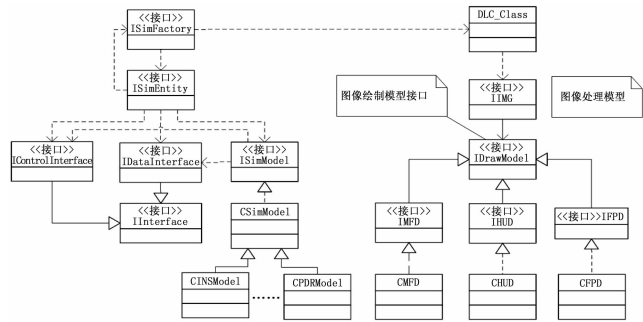 <<接口>>
ISimFactory
DLC_Class
<<接口>>
ISimEntity
<<接口>>
IIMG
图像绘制模型接口
图像处理模型
<<接口>>
IControlInterface
<<接口>>
IDataInterface
<<接口>>
ISimModel
<<接口>>
IDrawModel
<<接口>>
IInterface
CSimModel
<<接口>>
IMFD
<<接口>>
IHUD
<<接口>>IFPD
CINSModel
CPDRModel
CMFD
CHUD
CFPD